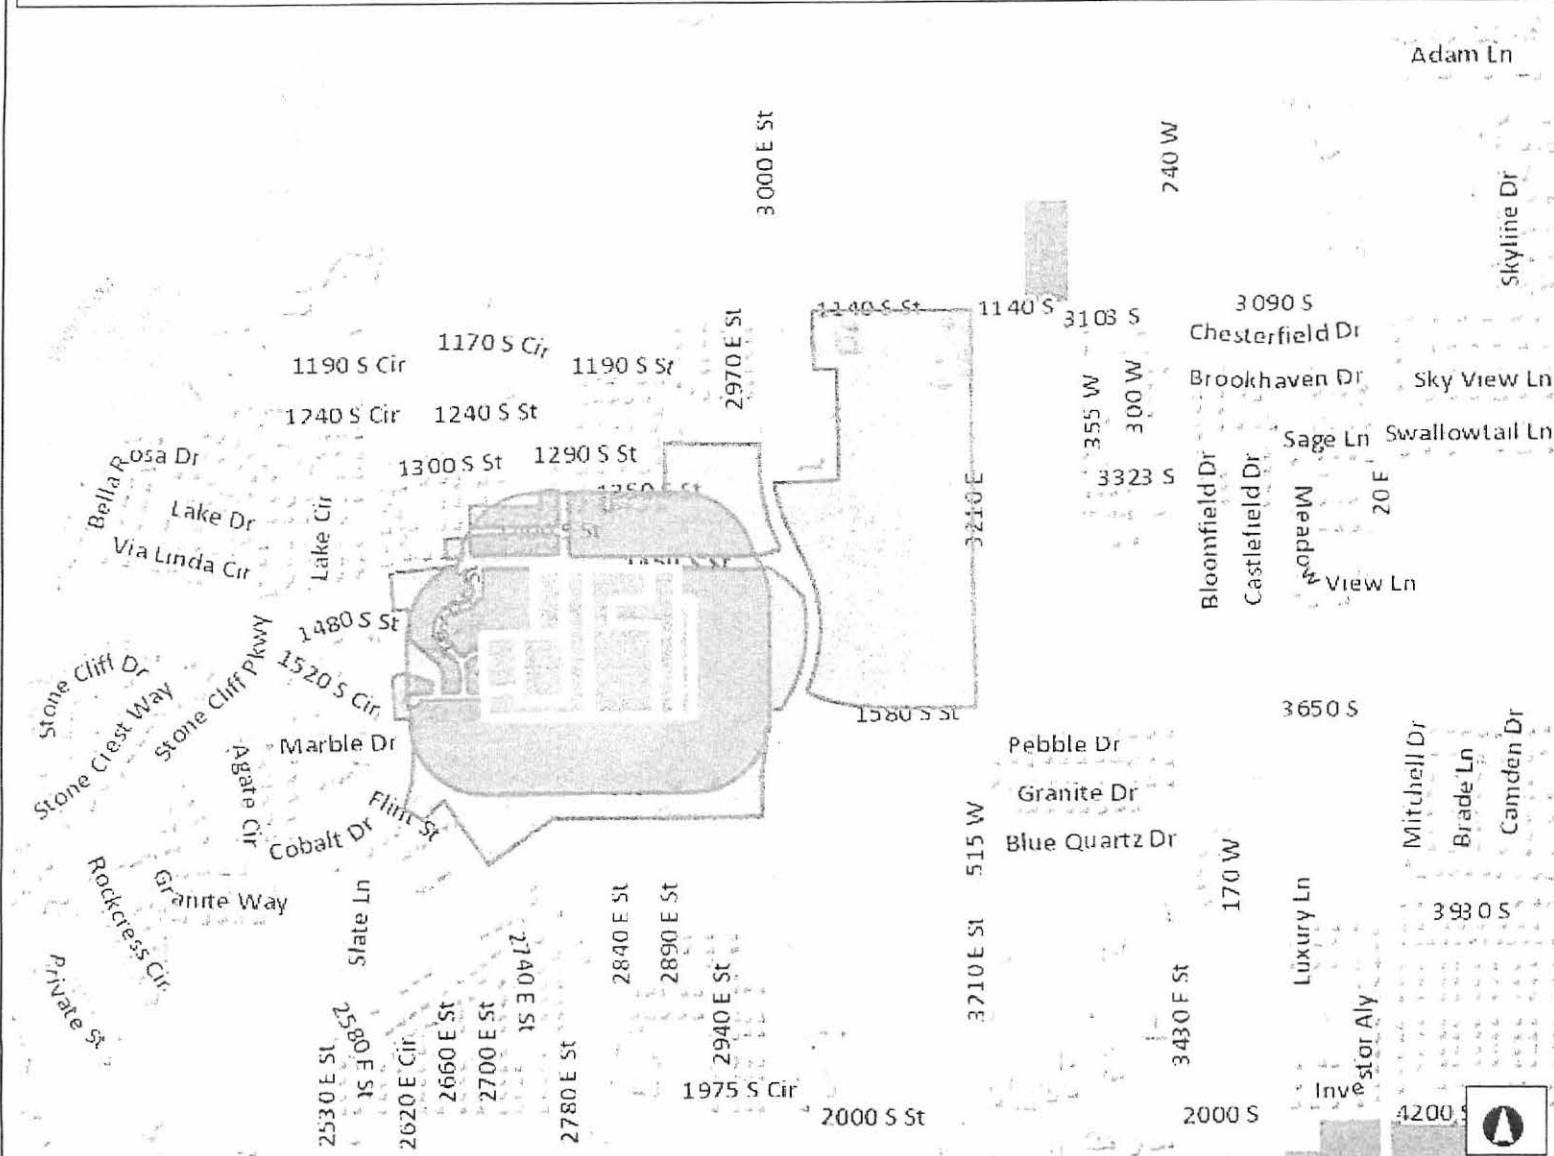 Adam Ln
3000 E St
240 W
Skyline Dr
1140 S St
1140 S
3103 S
3090 S
Chesterfield Dr
1170 S Cir
1190 S Cir
1190 S St
2970 E St
355 W
300 W
Brookhaven Dr
Sky View Ln
1240 S Cir
1240 S St
Sage Ln
Swallowtail Ln
Bella Rosa Dr
1300 S St
1290 S St
3323 S
Bloomfield Dr
Castlefield Dr
Meadow View Ln
20 E
Lake Dr
Lake Cir
3210 E
Via Linda Cir
1480 S St
1520 S Cir
Stone Cliff Dr
Stone Crest Way
Stone Cliff Pkwy
1580 S St
3650 S
Marble Dr
Agate Cir
Pebble Dr
Granite Dr
Mitchell Dr
Brade Ln
Camden Dr
Flint St
Cobalt Dr
515 W
Blue Quartz Dr
170 W
Rockcress Cir
Granite Way
Slate Ln
2740 E St
2840 E St
2890 E St
Luxury Ln
3930 S
Private St
2530 E St
2580 E St
2620 E Cir
2660 E St
2700 E St
2780 E St
2940 E St
3210 E St
3430 E St
Investor Aly
1975 S Cir
2000 S St
2000 S
4200 S